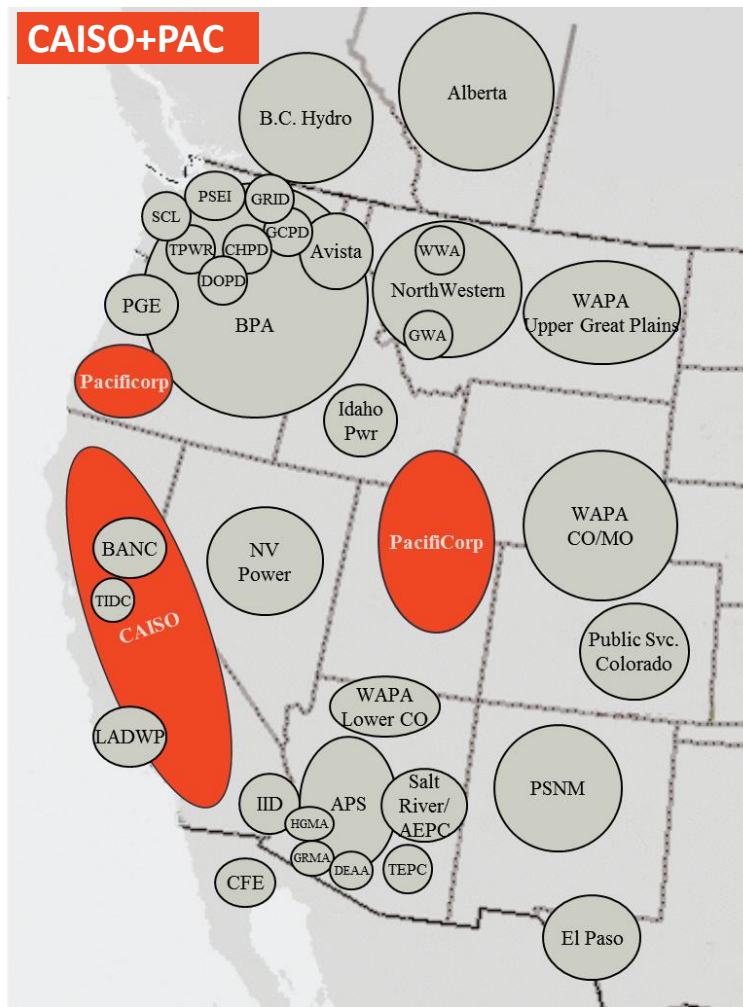 CAISO+PAC
Alberta
B.C. Hydro
PSEI
GRID
SCL
GCPD
TPWR
CHPD
Avista
WWA
DOPD
NorthWestern
WAPA
Upper Great Plains
PGE
BPA
GWA
Pacificorp
Idaho
Pwr
WAPA
CO/MO
BANC
NV
Power
PacifiCorp
TIDC
CAISO
Public Svc.
Colorado
WAPA
Lower CO
LADWP
IID
APS
Salt
River/
AEPC
PSNM
HGMA
GRMA
DEAA
TEPC
CFE
El Paso